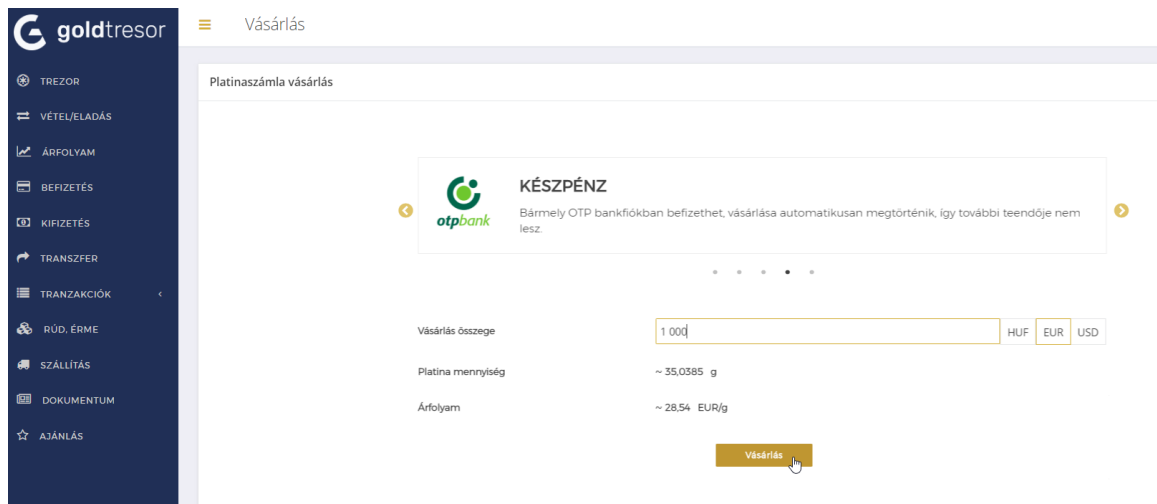 goldtresor
Vásárlás
TREZOR
VÉTEL/ELADÁS
ÁRFOLYAM
BEFIZETÉS
KIFIZETÉS
TRANSZFER
TRANZAKCIÓK
RÚD, ÉRME
SZÁLLÍTÁS
DOKUMENTUM
AJÁNLÁS
Platinaszámla vásárlás
otpbank
KÉSZPÉNZ
Bármely OTP bankfiókban befizethet, vásárlása automatikusan megtörténik, így további teendője nem
lesz.
Vásárlás összege 1 000 HUF EUR USD
Platina mennyiség ~ 35,0385 g
Árfolyam ~ 28,54 EUR/g
Vásárlás